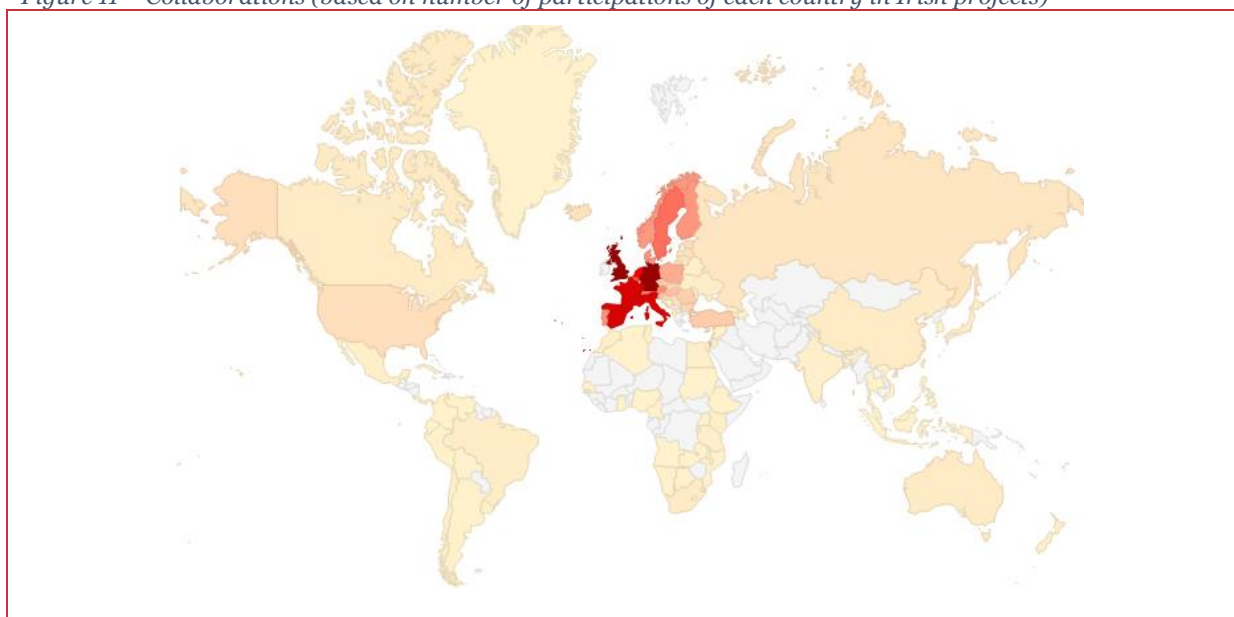 Figure 11 – Collaborations (based on number of participations of each country in Irish projects)